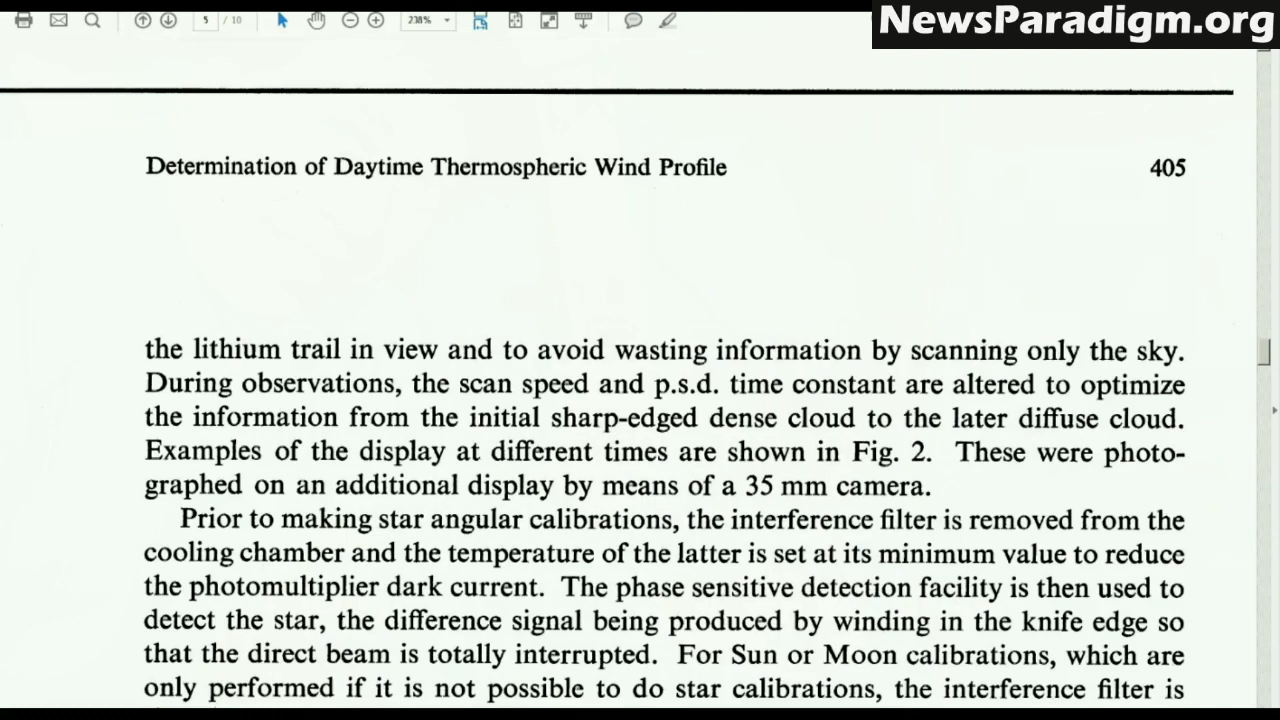 5 / 10 238%
NewsParadigm.org
Determination of Daytime Thermospheric Wind Profile 405
the lithium trail in view and to avoid wasting information by scanning only the sky.
During observations, the scan speed and p.s.d. time constant are altered to optimize
the information from the initial sharp-edged dense cloud to the later diffuse cloud.
Examples of the display at different times are shown in Fig. 2. These were photo-
graphed on an additional display by means of a 35 mm camera.
Prior to making star angular calibrations, the interference filter is removed from the
cooling chamber and the temperature of the latter is set at its minimum value to reduce
the photomultiplier dark current. The phase sensitive detection facility is then used to
detect the star, the difference signal being produced by winding in the knife edge so
that the direct beam is totally interrupted. For Sun or Moon calibrations, which are
only performed if it is not possible to do star calibrations, the interference filter is